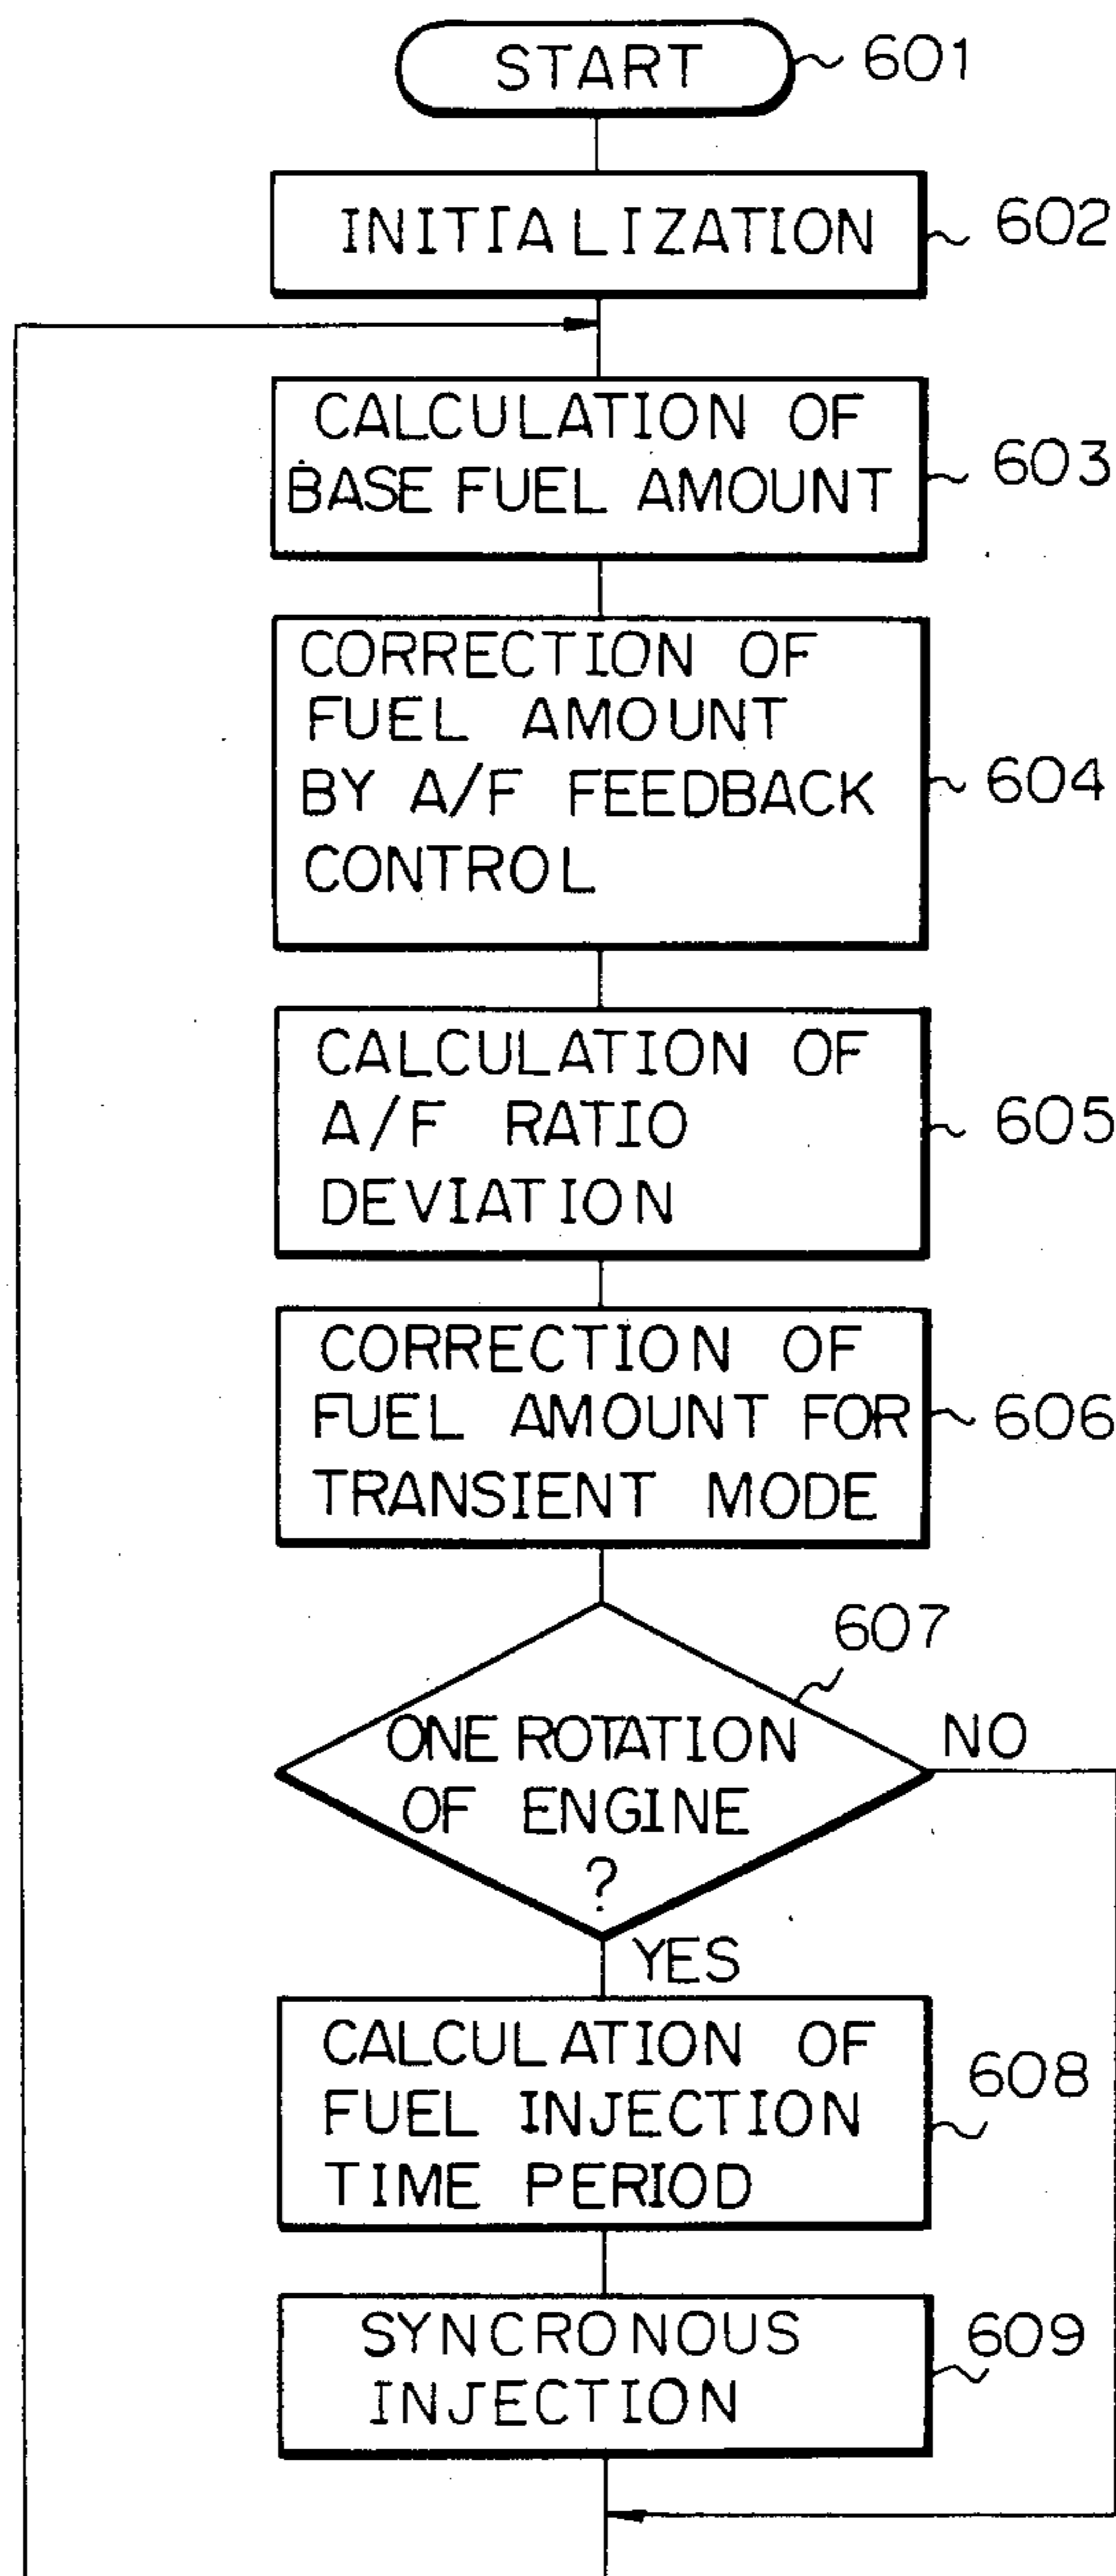 START
601
INITIALIZATION
602
CALCULATION OF
BASE FUEL AMOUNT
603
CORRECTION OF
FUEL AMOUNT
BY A/F FEEDBACK
CONTROL
604
CALCULATION OF
A/F RATIO
DEVIATION
605
CORRECTION OF
FUEL AMOUNT FOR
TRANSIENT MODE
606
607
ONE ROTATION
OF ENGINE
?
NO
YES
CALCULATION OF
FUEL INJECTION
TIME PERIOD
608
SYNCRONOUS
INJECTION
609